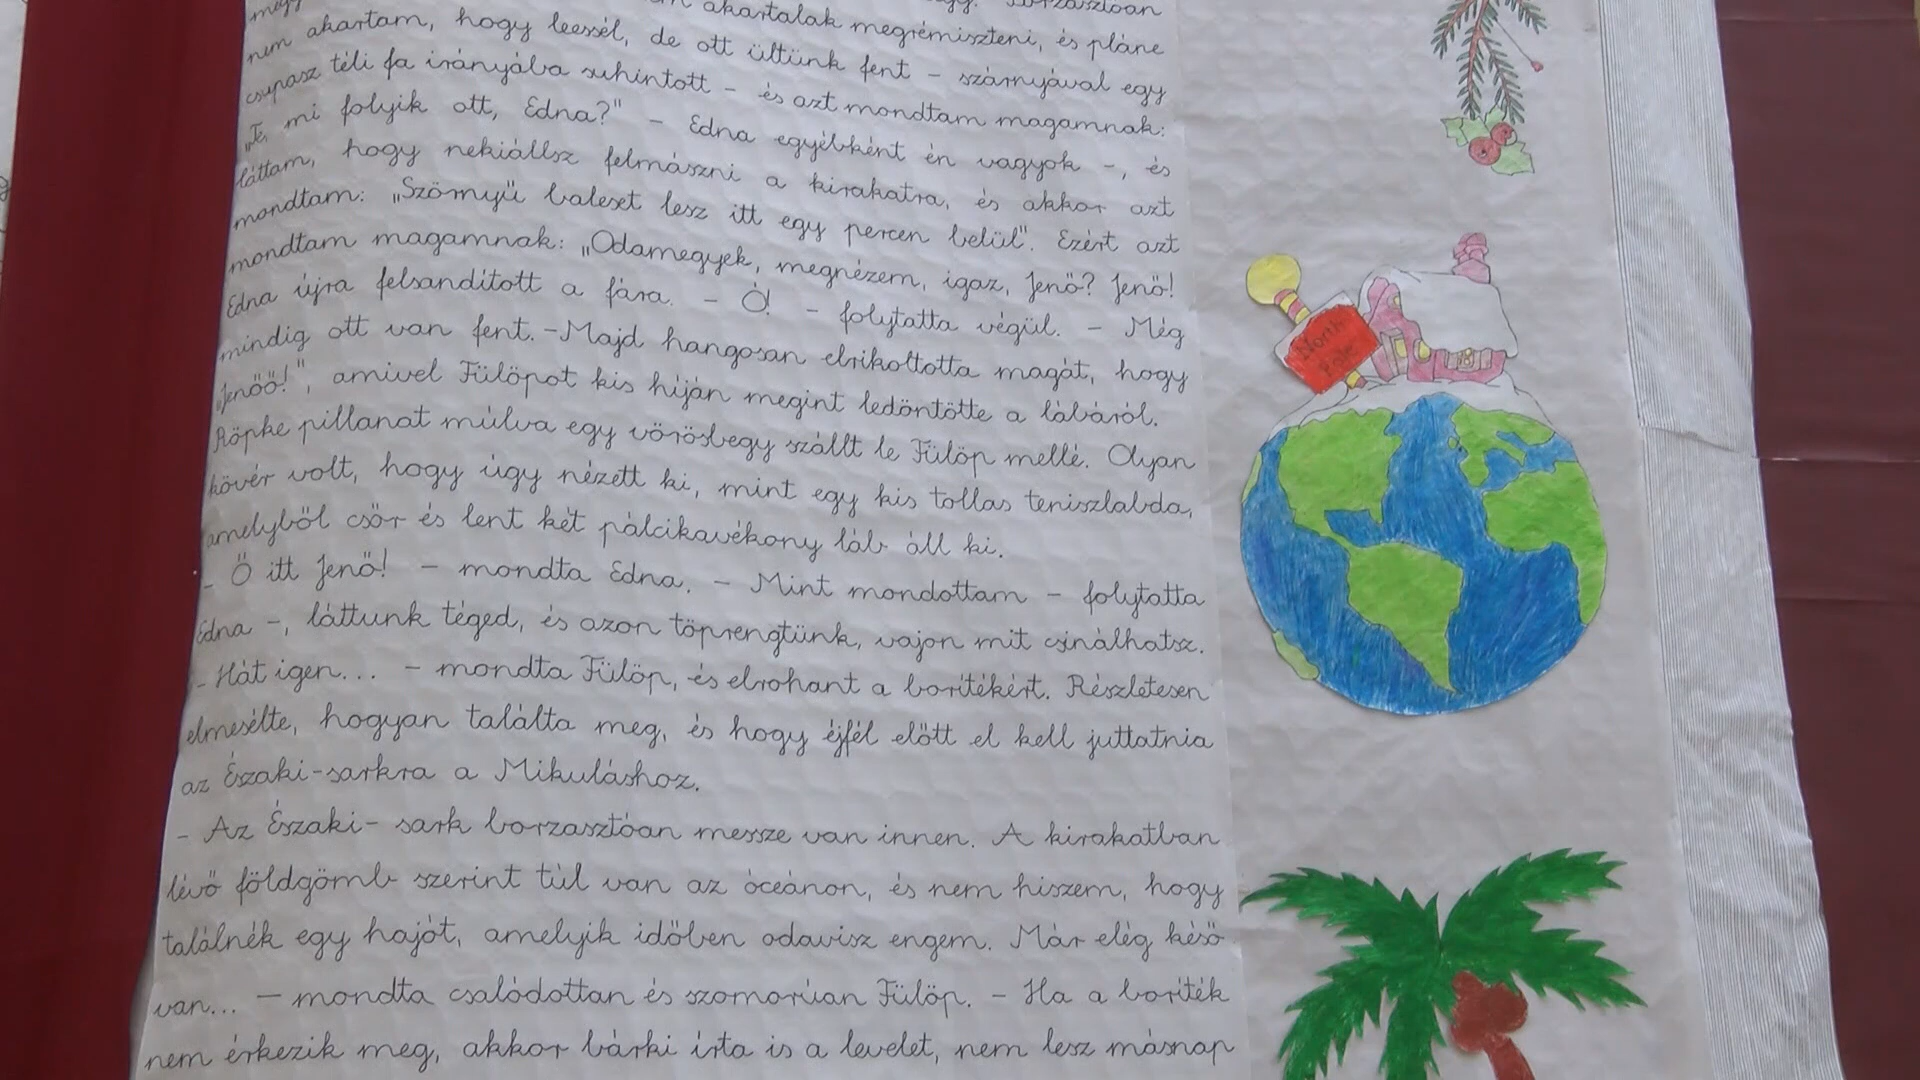 akartalak megrémiszteni, és pláne
nem akartam, hogy leessél, de ott ültünk fent – szárnyával egy
csupasz téli fa irányába suhintott – és azt mondtam magamnak:
„Te, mi folyik ott, Edna?" – Edna egyébként én vagyok –, és
láttam, hogy nekiállsz felmászni a kirakatra, és akkor azt
mondtam: „Szörnyű baleset lesz itt egy percen belül". Ezért azt
mondtam magamnak: „Odamegyek, megnézem, igaz, Jenő? Jenő!
Edna újra felsandított a fára. – Ó! – folytatta végül. – Még
mindig ott van fent. – Majd hangosan elrikoltotta magát, hogy
„Jenőő!", amivel Fülöpöt kis híján megint ledöntötte a lábáról.
Röpke pillanat múlva egy vörösbegy szállt le Fülöp mellé. Olyan
kövér volt, hogy úgy nézett ki, mint egy kis tollas teniszlabda,
amelyből csőr és lent két pálcikavékony láb áll ki.
– Ő itt Jenő! – mondta Edna. – Mint mondottam – folytatta
Edna –, láttunk téged, és azon töprengtünk, vajon mit csinálhatsz.
– Hát igen... – mondta Fülöp, és elrohant a borítékért. Részletesen
elmesélte, hogyan találta meg, és hogy éjfél előtt el kell juttatnia
az Északi-sarkra a Mikuláshoz.
– Az Északi-sark borzasztóan messze van innen. A kirakatban
lévő földgömb szerint túl van az óceánon, és nem hiszem, hogy
találnék egy hajót, amelyik időben odavisz engem. Már elég késő
van... – mondta csalódottan és szomorúan Fülöp. – Ha a boríték
nem érkezik meg, akkor bárki írta is a levelet, nem lesz másnap
North
Pole